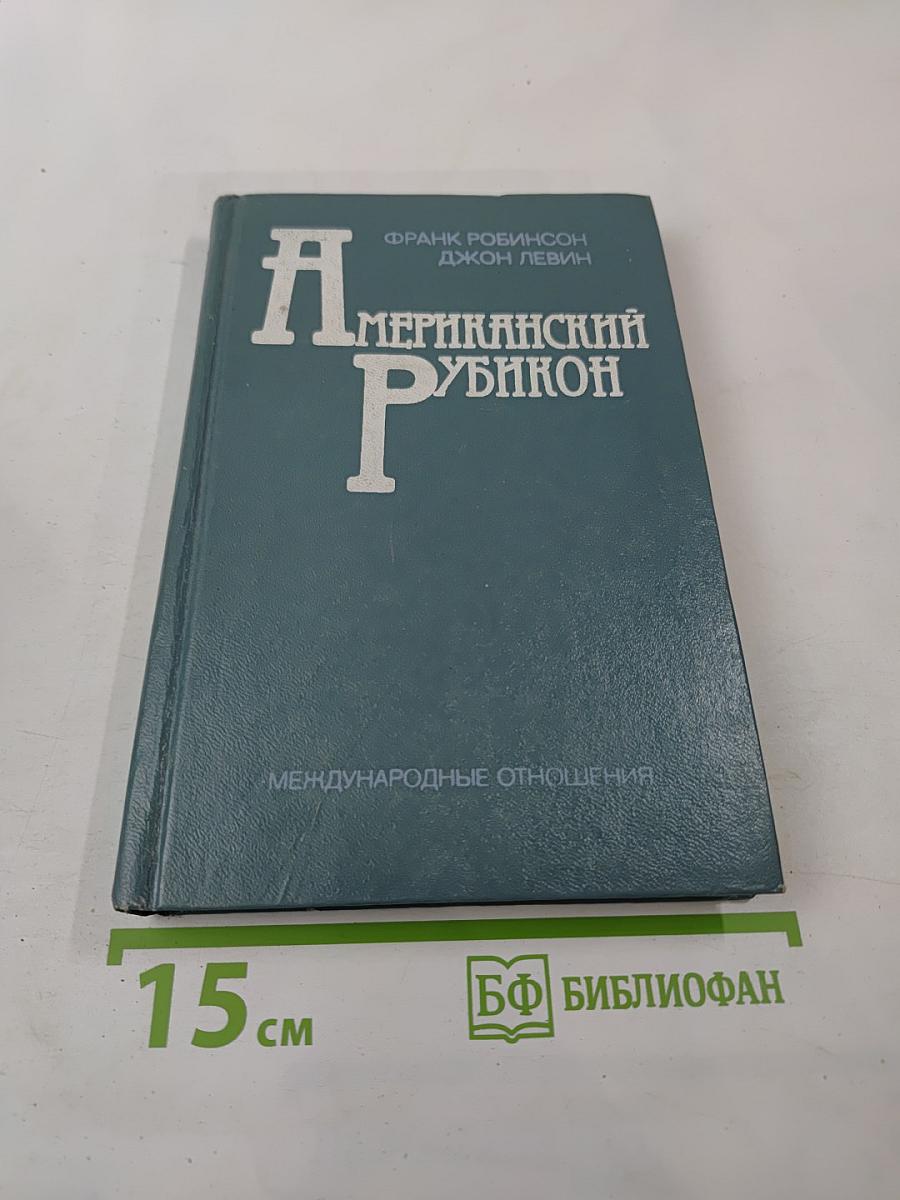 ФРАНК РОБИНСОН
ДЖОН ЛЕВИН
АМЕРИКАНСКИЙ
РУБИКОН
МЕЖДУНАРОДНЫЕ ОТНОШЕНИЯ
15 см
БФ БИБЛИОФАН